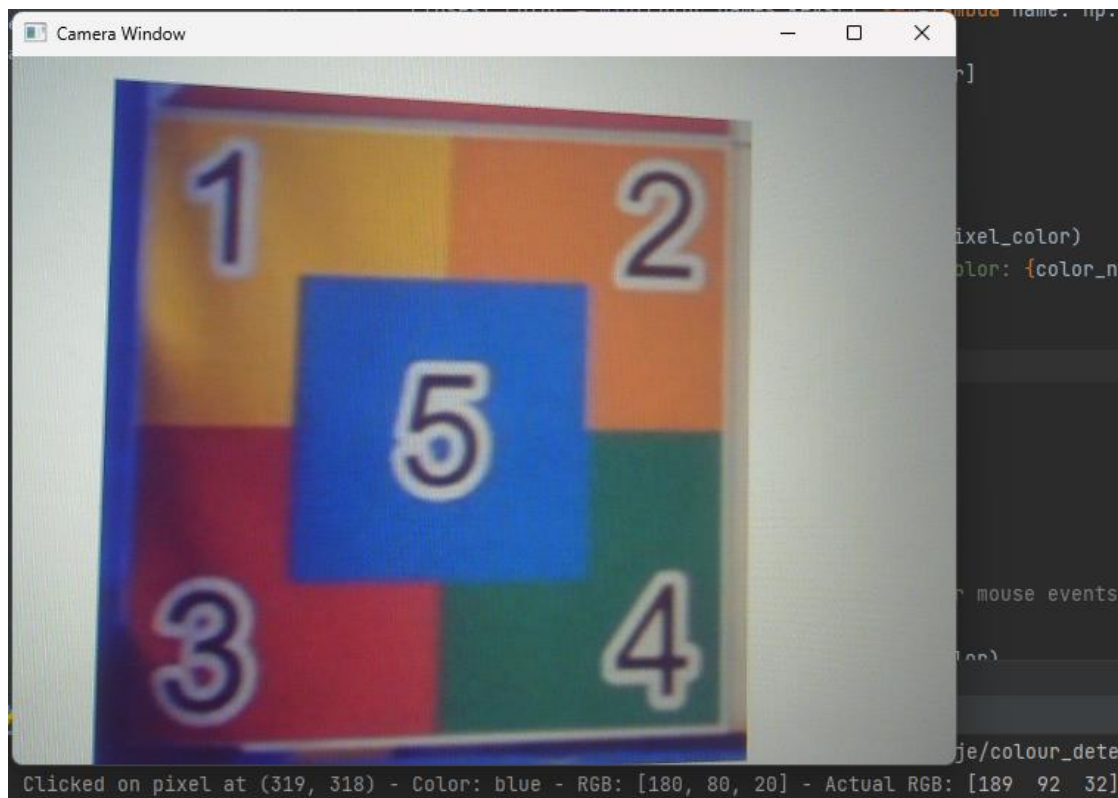 Camera Window
r]
1
2
ixel_color)
olor: {color_n
5
r mouse events
3
4
je/colour_dete
Clicked on pixel at (319, 318) - Color: blue - RGB: [180, 80, 20] - Actual RGB: [189 92 32]